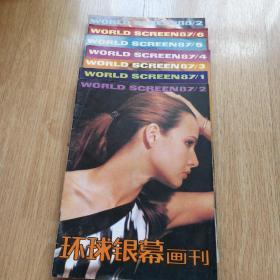 WORLD SCREEN88/2
WORLD SCREEN87/6
WORLD SCREEN87/5
WORLD SCREEN87/4
WORLD SCREEN87/3
WORLD SCREEN87/1
WORLD SCREEN87/2
环球银幕画刊